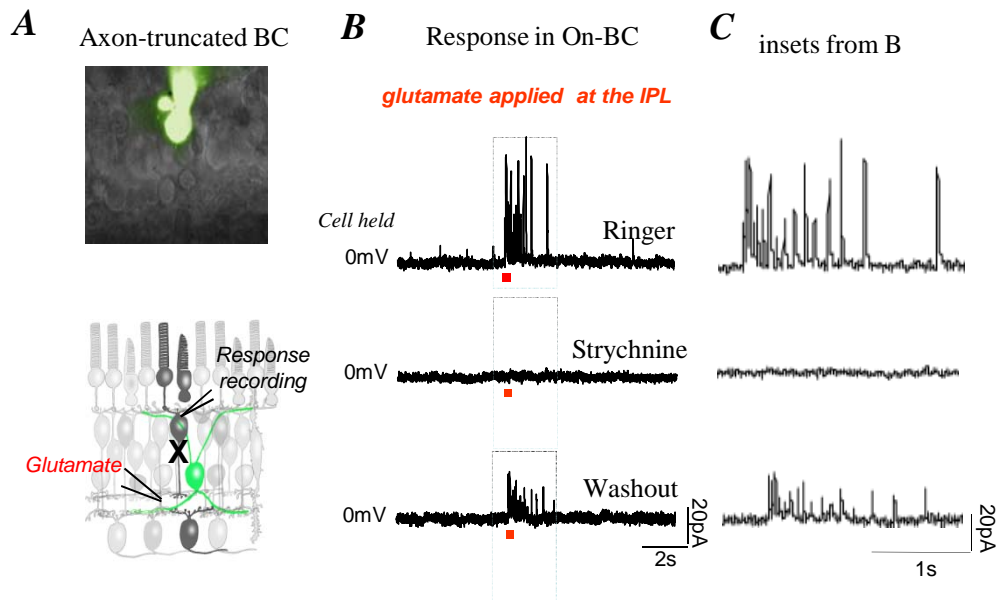 A
Axon-truncated BC
Response
recording
X
Glutamate
B
Response in On-BC
glutamate applied at the IPL
Cell held
0mV
Ringer
0mV
Strychnine
0mV
Washout
20pA
2s
C
insets from B
20pA
1s